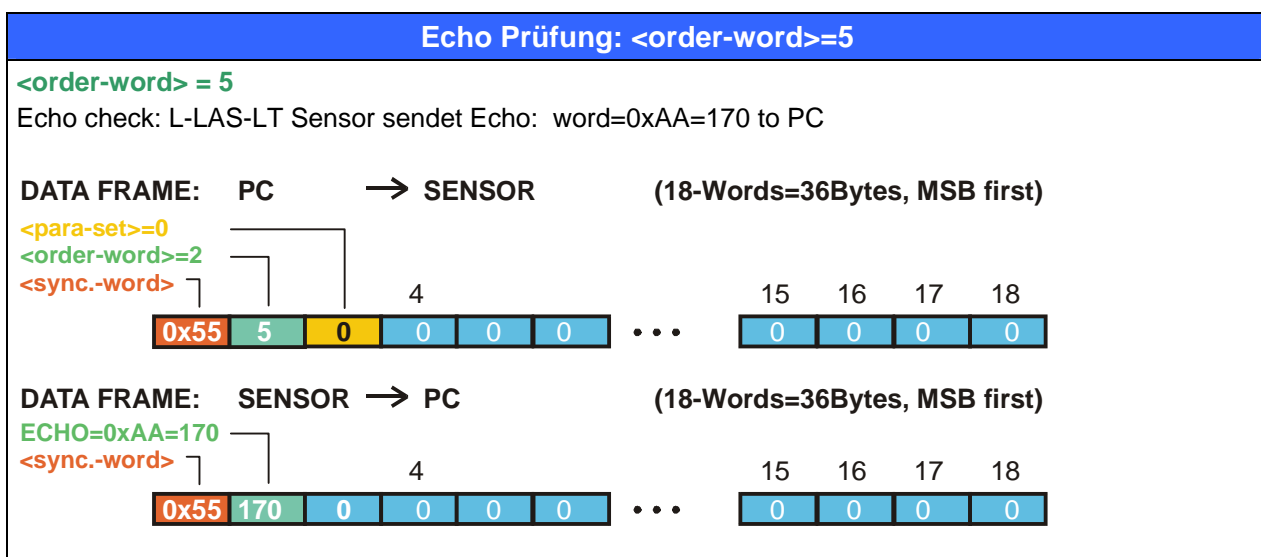 Echo Prüfung: <order-word>=5
<order-word> = 5
Echo check: L-LAS-LT Sensor sendet Echo: word=0xAA=170 to PC
DATA FRAME: PC → SENSOR (18-Words=36Bytes, MSB first)
<para-set>=0
<order-word>=2
<sync.-word>
4 15 16 17 18
0x55 5 0 0 0 0 • • • 0 0 0 0
DATA FRAME: SENSOR → PC (18-Words=36Bytes, MSB first)
ECHO=0xAA=170
<sync.-word>
4 15 16 17 18
0x55 170 0 0 0 0 • • • 0 0 0 0